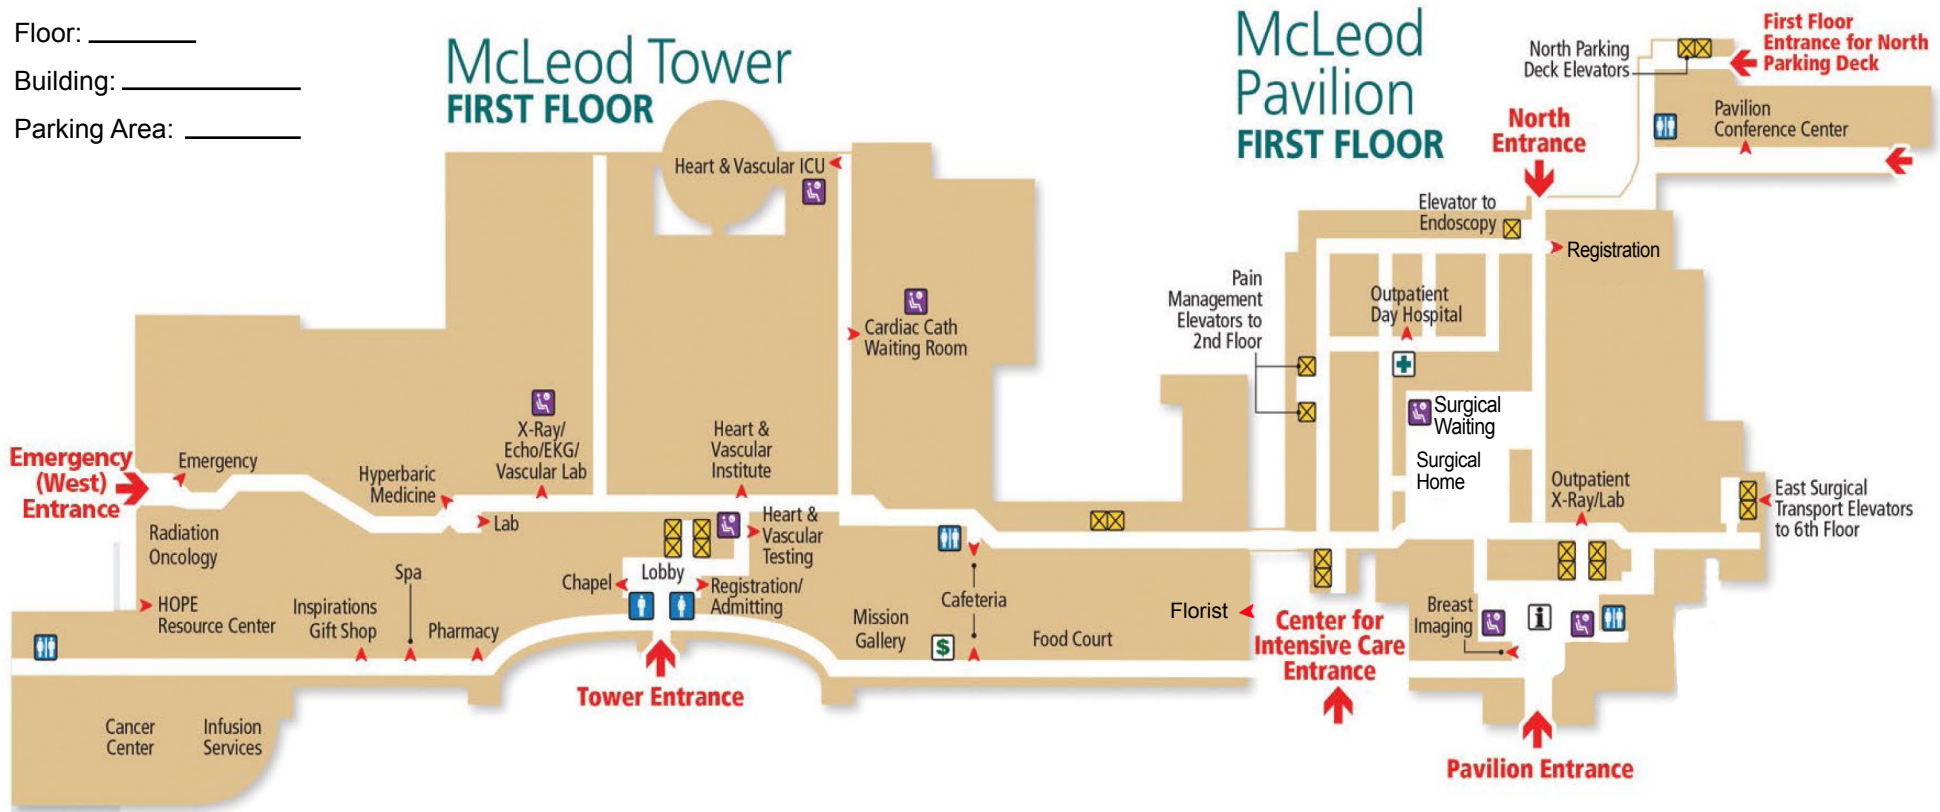 Floor:
Building:
Parking Area:
McLeod Tower
FIRST FLOOR
McLeod
Pavilion
FIRST FLOOR
North Parking
Deck Elevators
First Floor
Entrance for North
Parking Deck
Pavilion
Conference Center
North
Entrance
Heart & Vascular ICU
Elevator to
Endoscopy
Registration
Pain
Management
Elevators to
2nd Floor
Outpatient
Day Hospital
Cardiac Cath
Waiting Room
Surgical
Waiting
Surgical
Home
X-Ray/
Echo/EKG/
Vascular Lab
Heart &
Vascular
Institute
Emergency
(West)
Entrance
Emergency
Hyperbaric
Medicine
Lab
Heart &
Vascular
Testing
Outpatient
X-Ray/Lab
East Surgical
Transport Elevators
to 6th Floor
Radiation
Oncology
Spa
Chapel
Lobby
Registration/
Admitting
HOPE
Resource Center
Inspirations
Gift Shop
Pharmacy
Mission
Gallery
$
Cafeteria
Food Court
Florist
Center for
Intensive Care
Entrance
Breast
Imaging
i
Tower Entrance
Cancer
Center
Infusion
Services
Pavilion Entrance